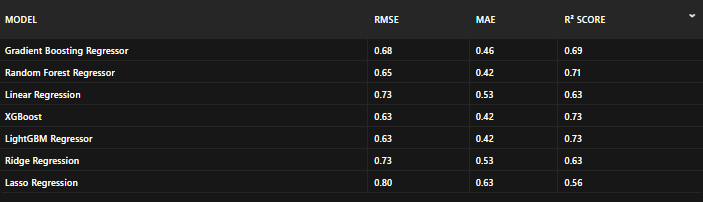 MODEL RMSE MAE R² SCORE
Gradient Boosting Regressor 0.68 0.46 0.69
Random Forest Regressor 0.65 0.42 0.71
Linear Regression 0.73 0.53 0.63
XGBoost 0.63 0.42 0.73
LightGBM Regressor 0.63 0.42 0.73
Ridge Regression 0.73 0.53 0.63
Lasso Regression 0.80 0.63 0.56